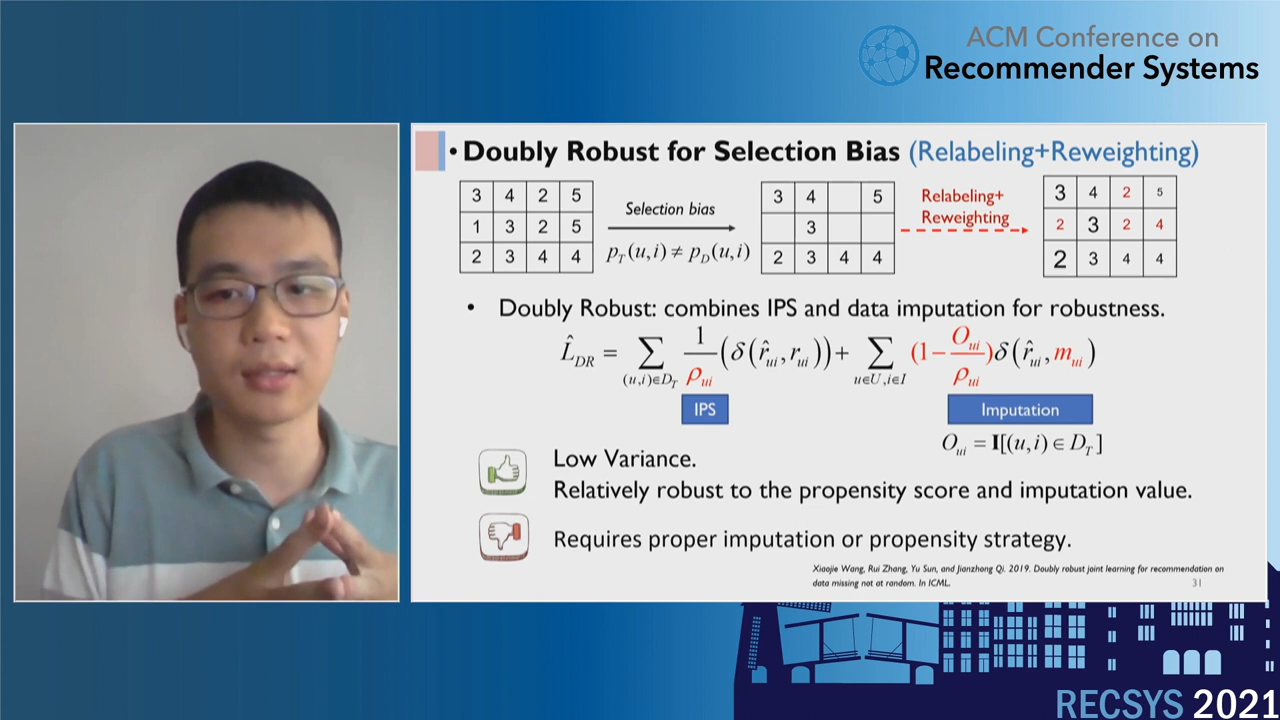 ACM Conference on
Recommender Systems
• Doubly Robust for Selection Bias (Relabeling+Reweighting)
3 4 2 5
1 3 2 5
2 3 4 4
Selection bias
p_T(u,i) ≠ p_D(u,i)
3 4 5
3
2 3 4 4
Relabeling+
Reweighting
3 4 2 5
2 3 2 4
2 3 4 4
• Doubly Robust: combines IPS and data imputation for robustness.
L̂_DR = ∑_{(u,i)∈D_T} 1/ρ_ui (δ(r̂_ui, r_ui)) + ∑_{u∈U,i∈I} (1 − O_ui/ρ_ui) δ(r̂_ui, m_ui)
IPS
Imputation
O_ui = I[(u,i) ∈ D_T]
Low Variance.
Relatively robust to the propensity score and imputation value.
Requires proper imputation or propensity strategy.
Xiaojie Wang, Rui Zhang, Yu Sun, and Jianzhong Qi. 2019. Doubly robust joint learning for recommendation on
data missing not at random. In ICML.
31
RECSYS 2021